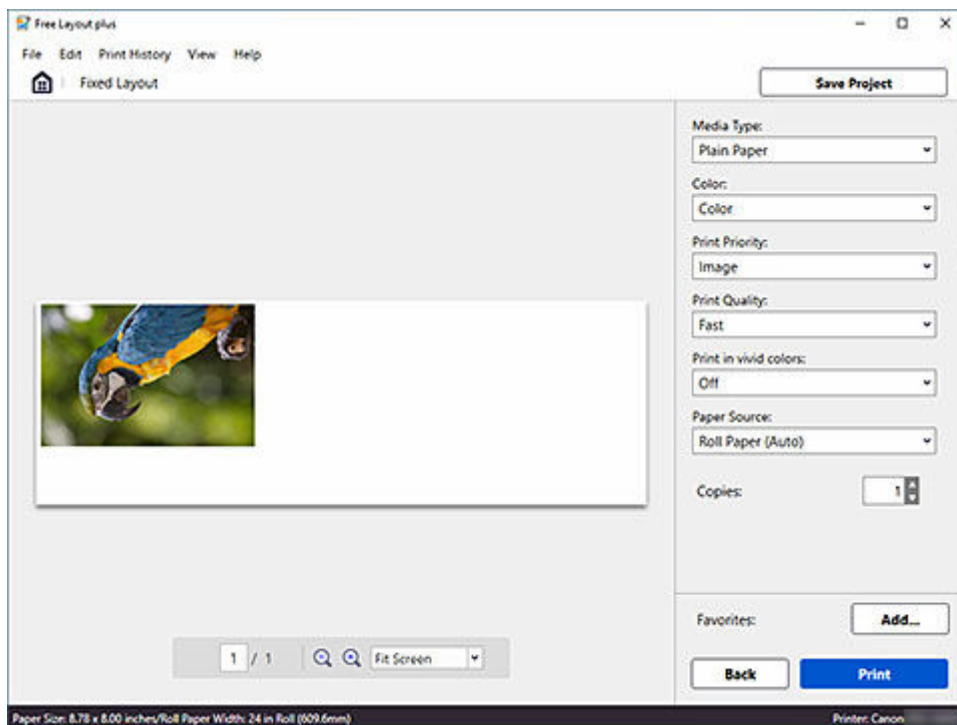 Free Layout plus
File Edit Print History View Help
Fixed Layout
Save Project
Media Type:
Plain Paper
Color:
Color
Print Priority:
Image
Print Quality:
Fast
Print in vivid colors:
Off
Paper Source:
Roll Paper (Auto)
Copies: 1
Favorites: Add...
1 / 1 Fit Screen
Back Print
Paper Size: 8.78 x 8.00 inches/Roll Paper Width: 24 in Roll (609.6mm) Printer: Canon